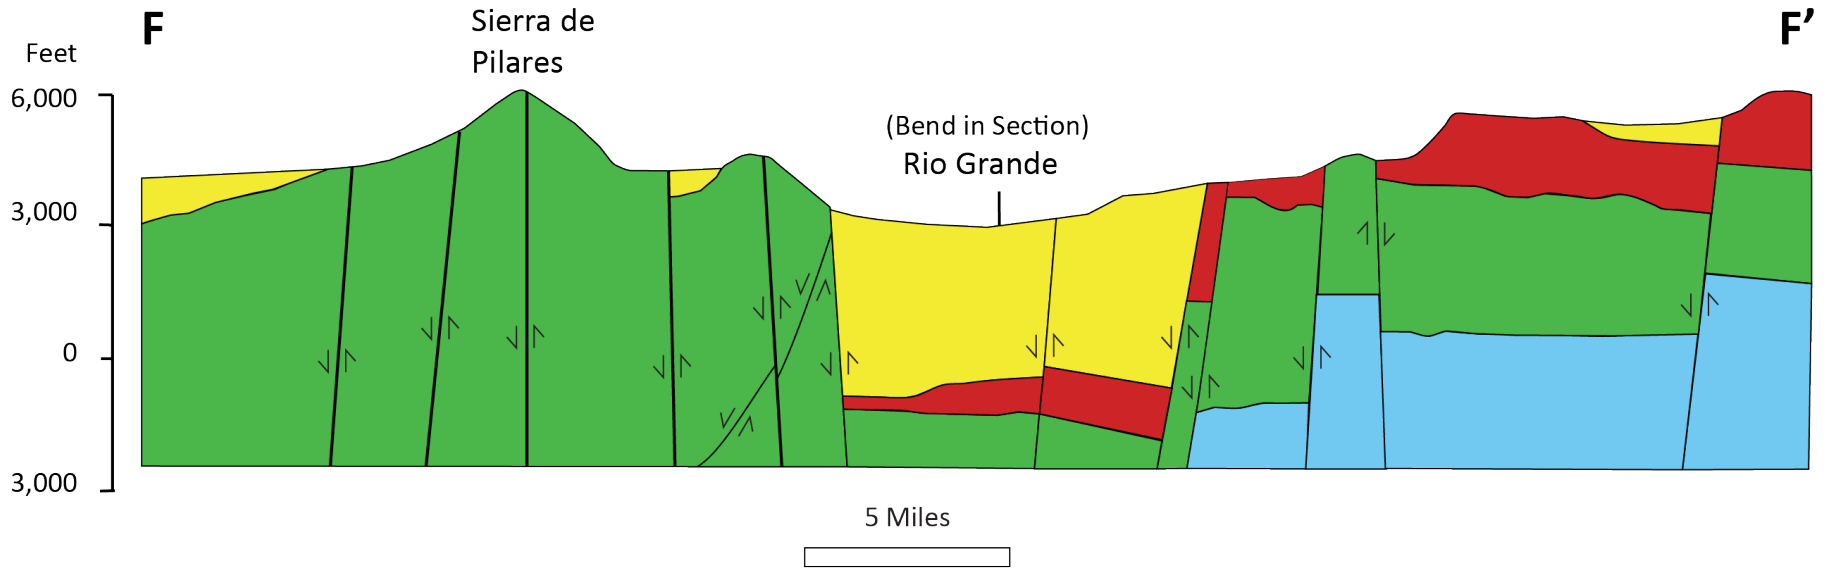 F
Sierra de
Pilares
F’
Feet
6,000
(Bend in Section)
Rio Grande
3,000
0
3,000
5 Miles